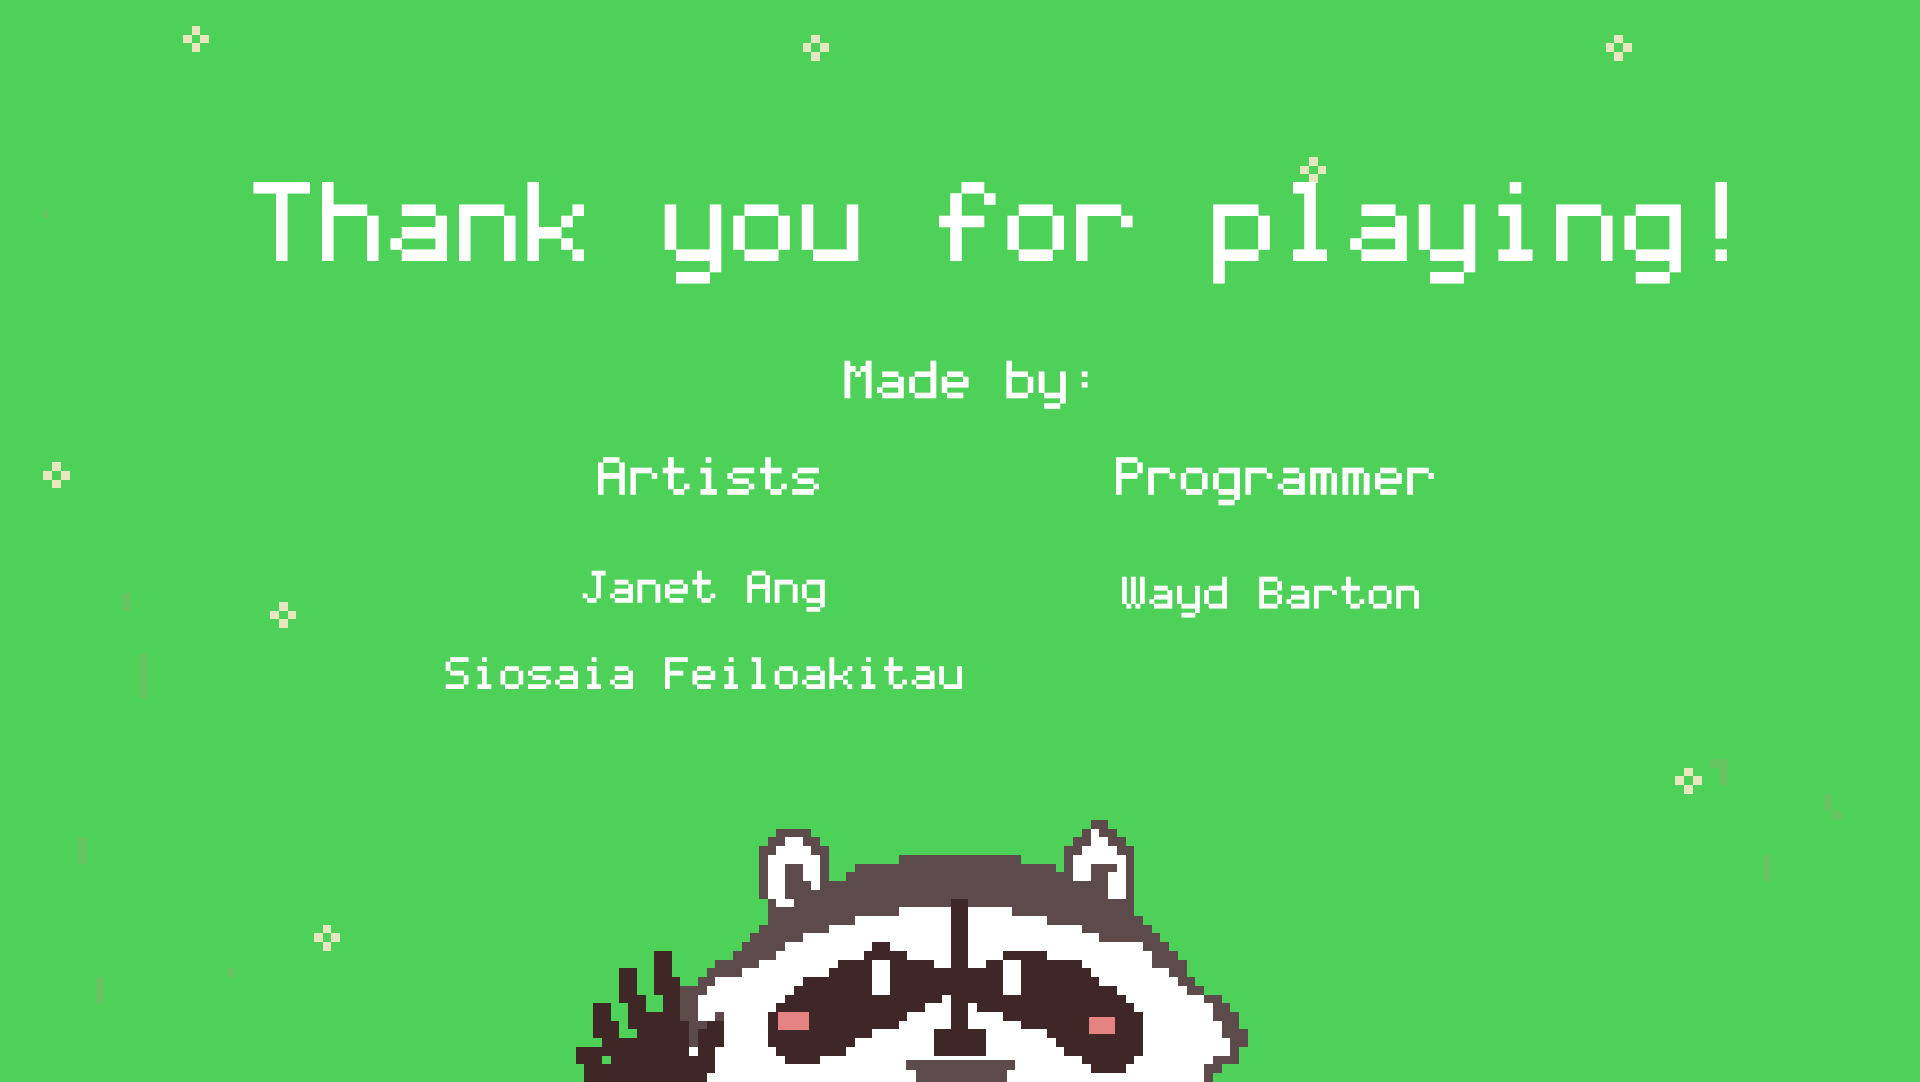 Thank you for playing!
Made by:
Artists
Programmer
Janet Ang
Wayd Barton
Siosaia Feiloakitau